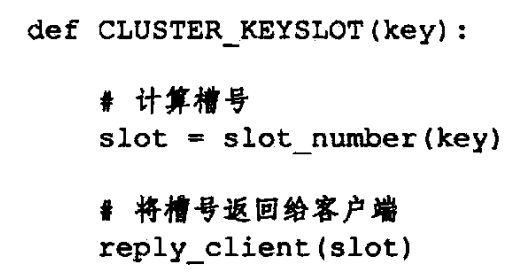 def CLUSTER_KEYSLOT(key):
# 计算槽号
slot = slot_number(key)
# 将槽号返回给客户端
reply_client(slot)